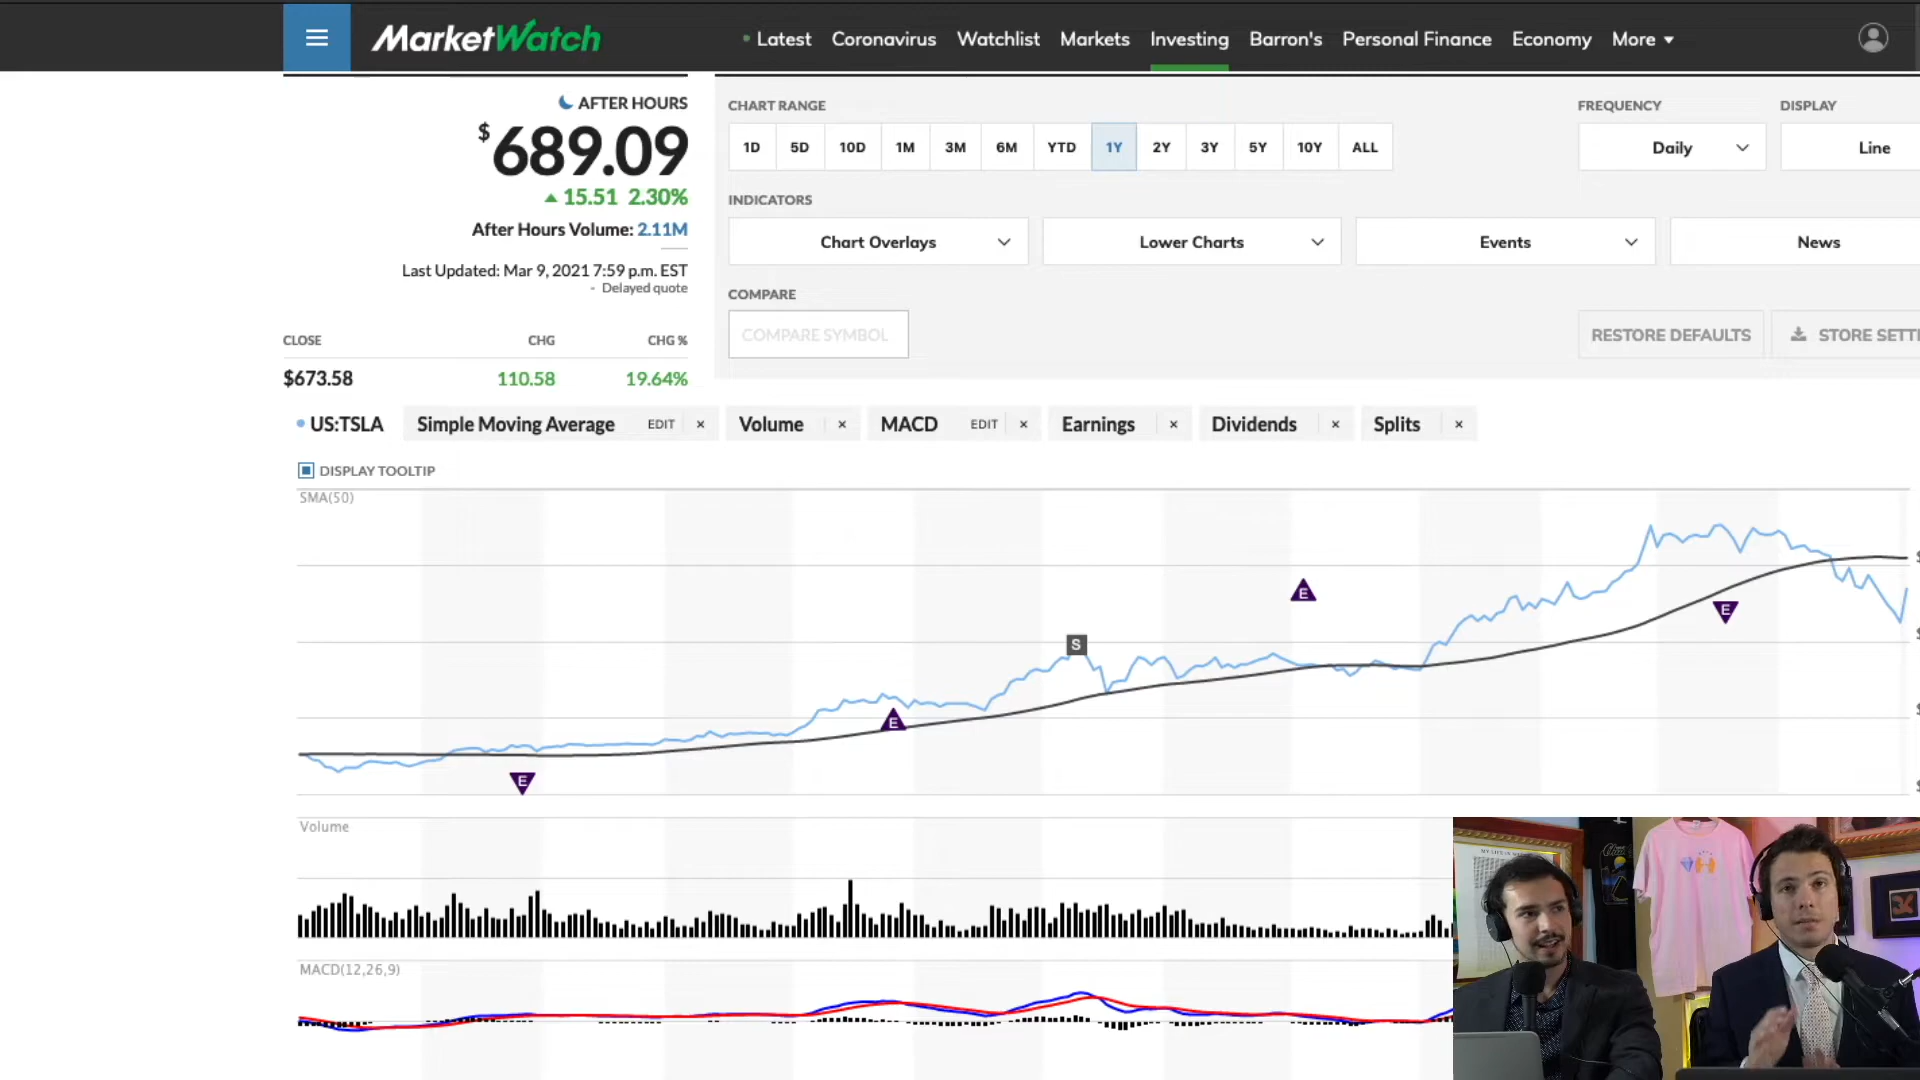 MarketWatch
Latest Coronavirus Watchlist Markets Investing Barron's Personal Finance Economy More
AFTER HOURS
$689.09
15.51 2.30%
After Hours Volume: 2.11M
Last Updated: Mar 9, 2021 7:59 p.m. EST
- Delayed quote
CLOSE CHG CHG %
$673.58 110.58 19.64%
CHART RANGE
1D 5D 10D 1M 3M 6M YTD 1Y 2Y 3Y 5Y 10Y ALL
FREQUENCY
Daily
DISPLAY
Line
INDICATORS
Chart Overlays
Lower Charts
Events
News
COMPARE
COMPARE SYMBOL
RESTORE DEFAULTS
STORE SETTI
US:TSLA
Simple Moving Average EDIT ×
Volume ×
MACD EDIT ×
Earnings ×
Dividends ×
Splits ×
DISPLAY TOOLTIP
SMA(50)
E
E
S
E
E
Volume
MACD(12,26,9)